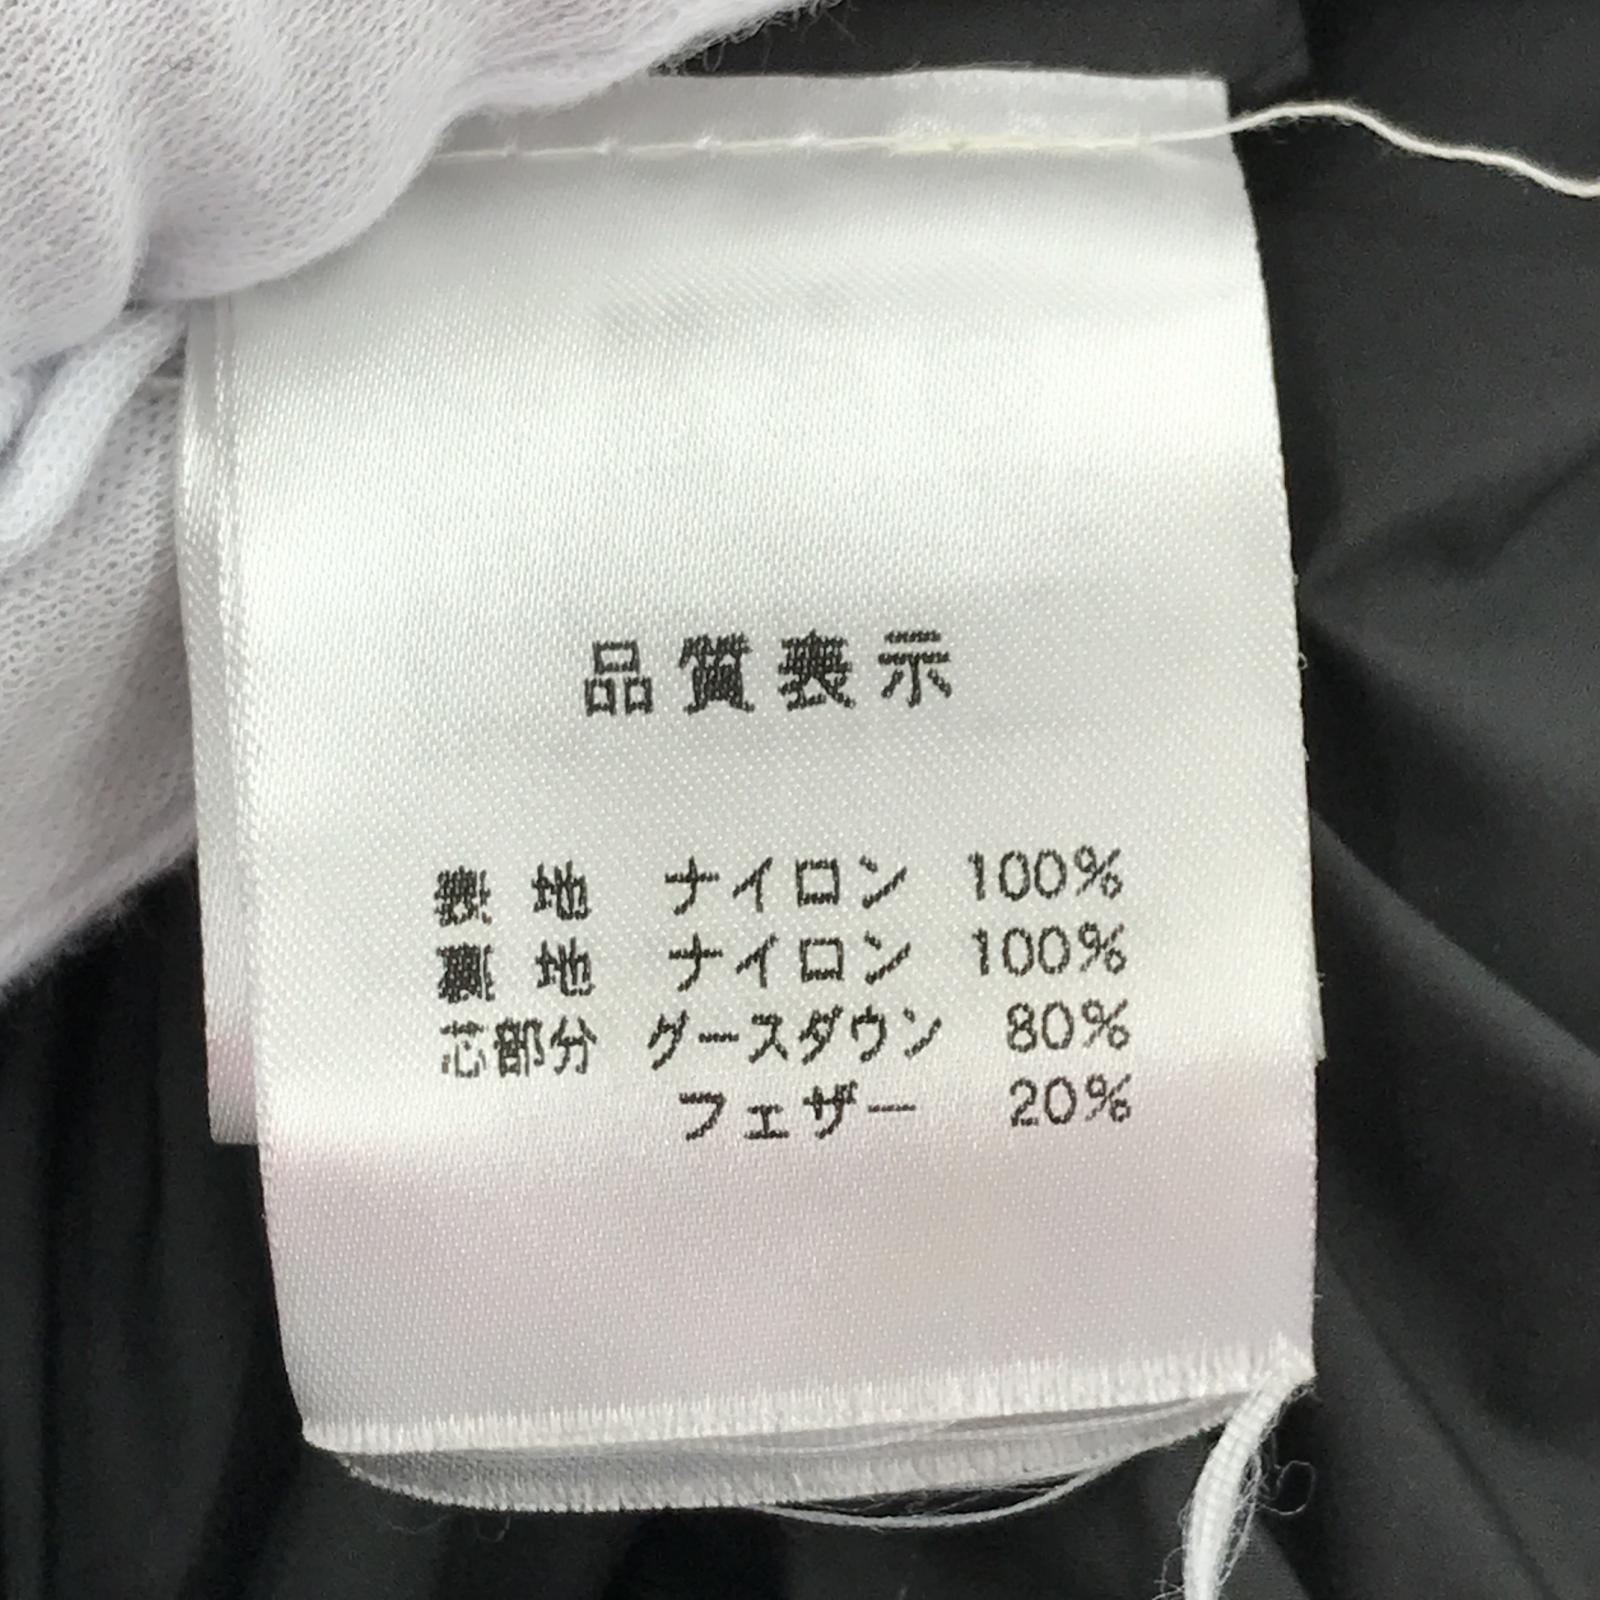 品質表示
表地 ナイロン 100%
裏地 ナイロン 100%
芯部分 グースダウン 80%
フェザー 20%